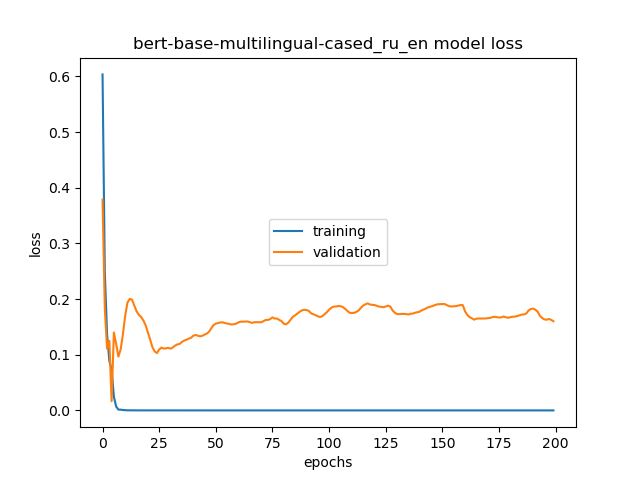 bert-base-multilingual-cased_ru_en model loss
0.6
0.5
0.4
0.3
0.2
0.1
0.0
loss
training
validation
0 25 50 75 100 125 150 175 200
epochs